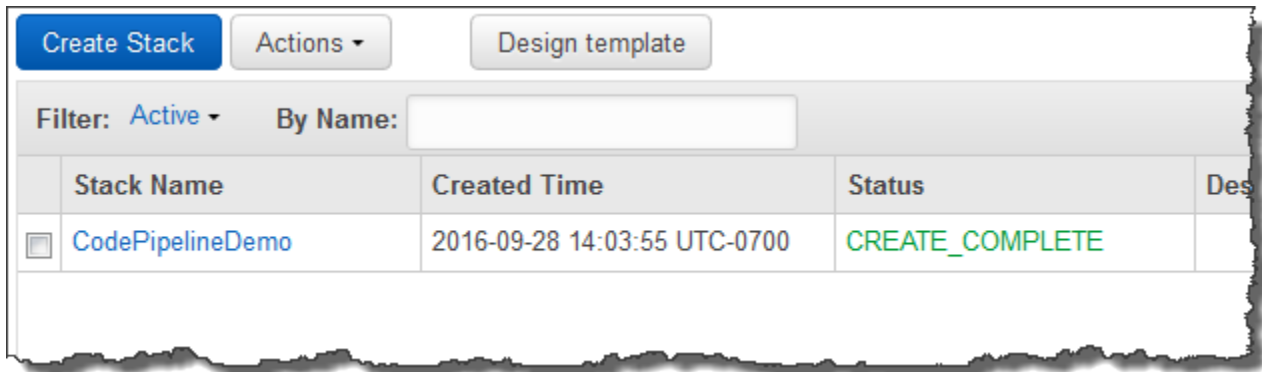 Create Stack Actions Design template
Filter: Active By Name:
Stack Name Created Time Status Des
CodePipelineDemo 2016-09-28 14:03:55 UTC-0700 CREATE_COMPLETE